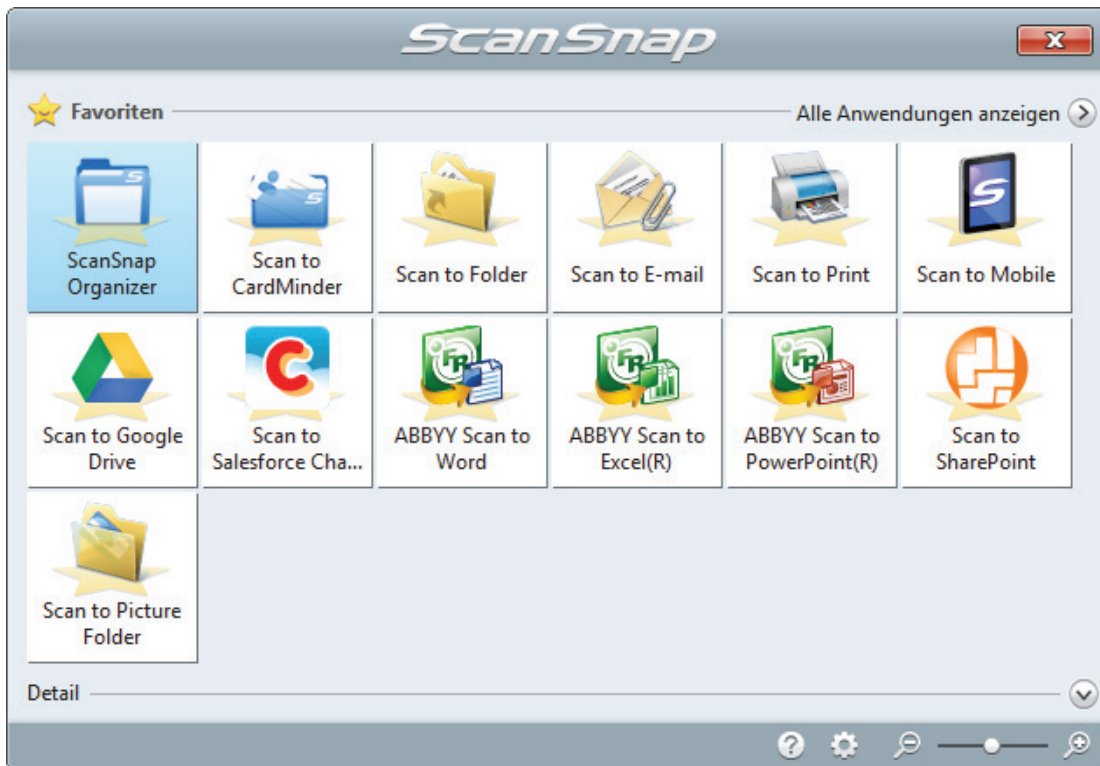 ScanSnap
Favoriten
Alle Anwendungen anzeigen
ScanSnap
Organizer
Scan to
CardMinder
Scan to Folder
Scan to E-mail
Scan to Print
Scan to Mobile
Scan to Google
Drive
Scan to
Salesforce Cha...
ABBYY Scan to
Word
ABBYY Scan to
Excel(R)
ABBYY Scan to
PowerPoint(R)
Scan to
SharePoint
Scan to Picture
Folder
Detail